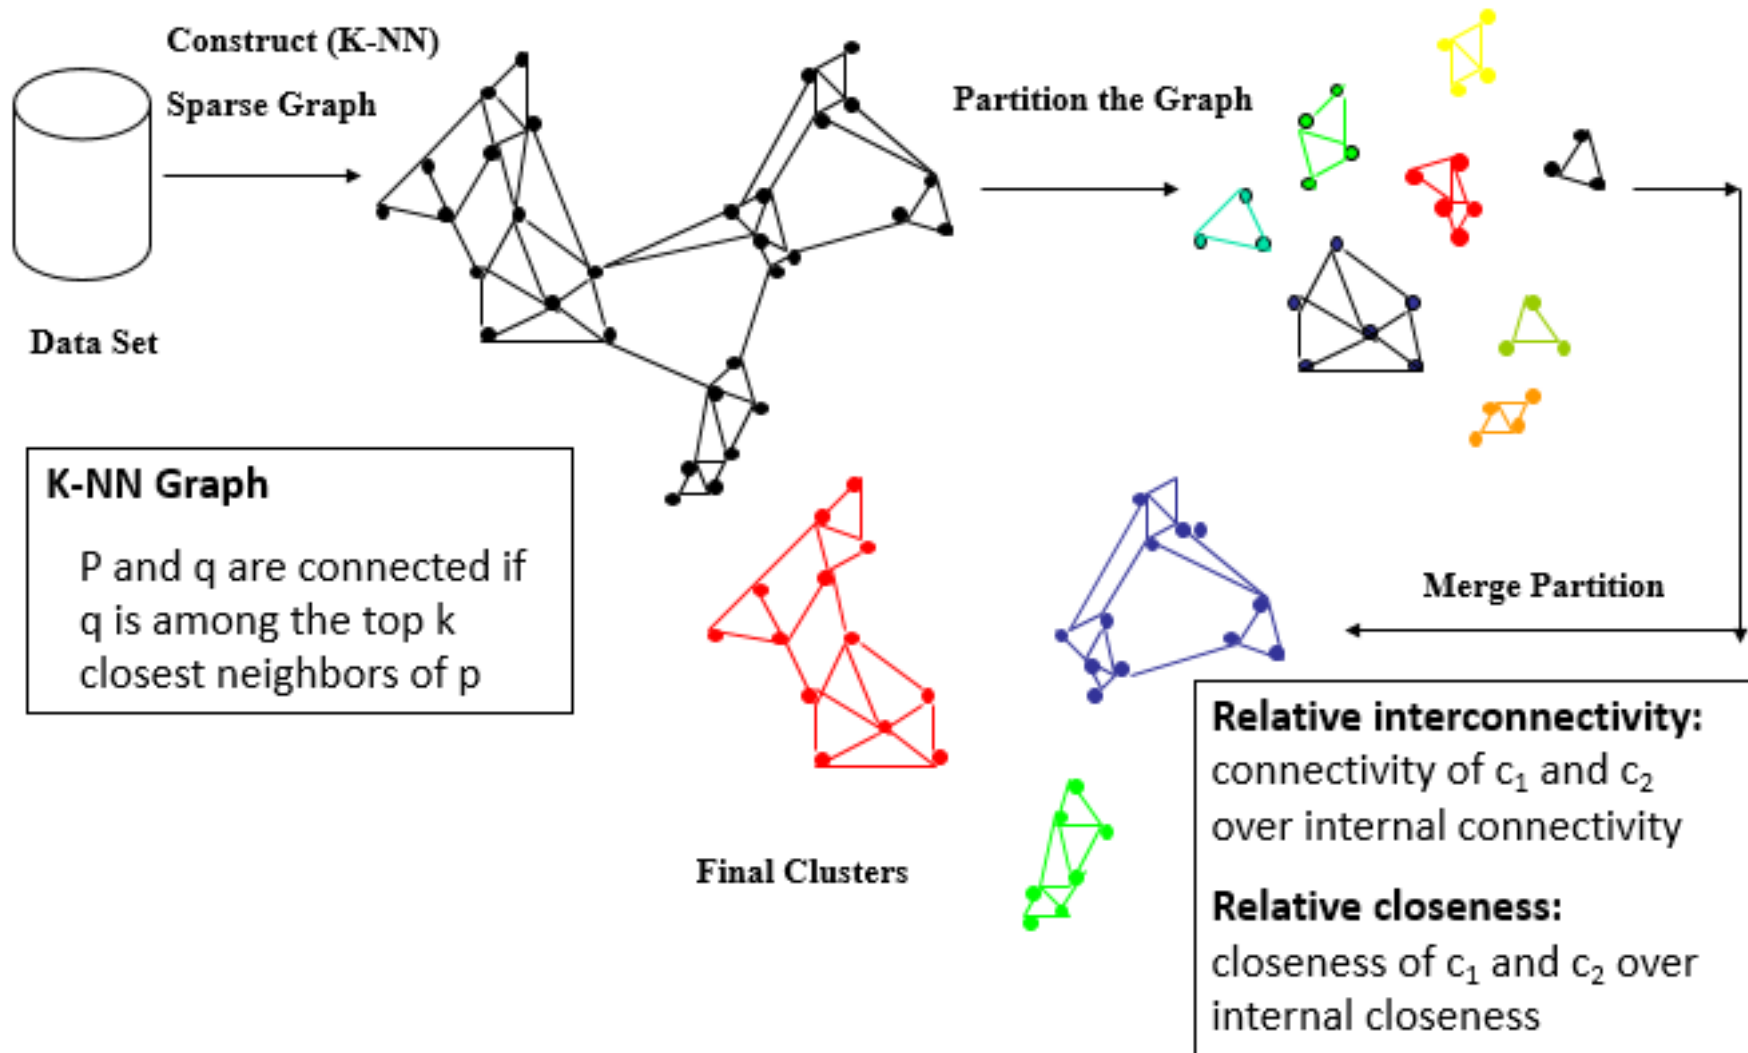 Construct (K-NN)
Sparse Graph
Data Set
Partition the Graph
K-NN Graph
P and q are connected if
q is among the top k
closest neighbors of p
Merge Partition
Final Clusters
Relative interconnectivity:
connectivity of c₁ and c₂
over internal connectivity
Relative closeness:
closeness of c₁ and c₂ over
internal closeness